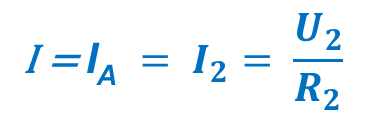 I = I_A = I_2 = U_2 / R_2